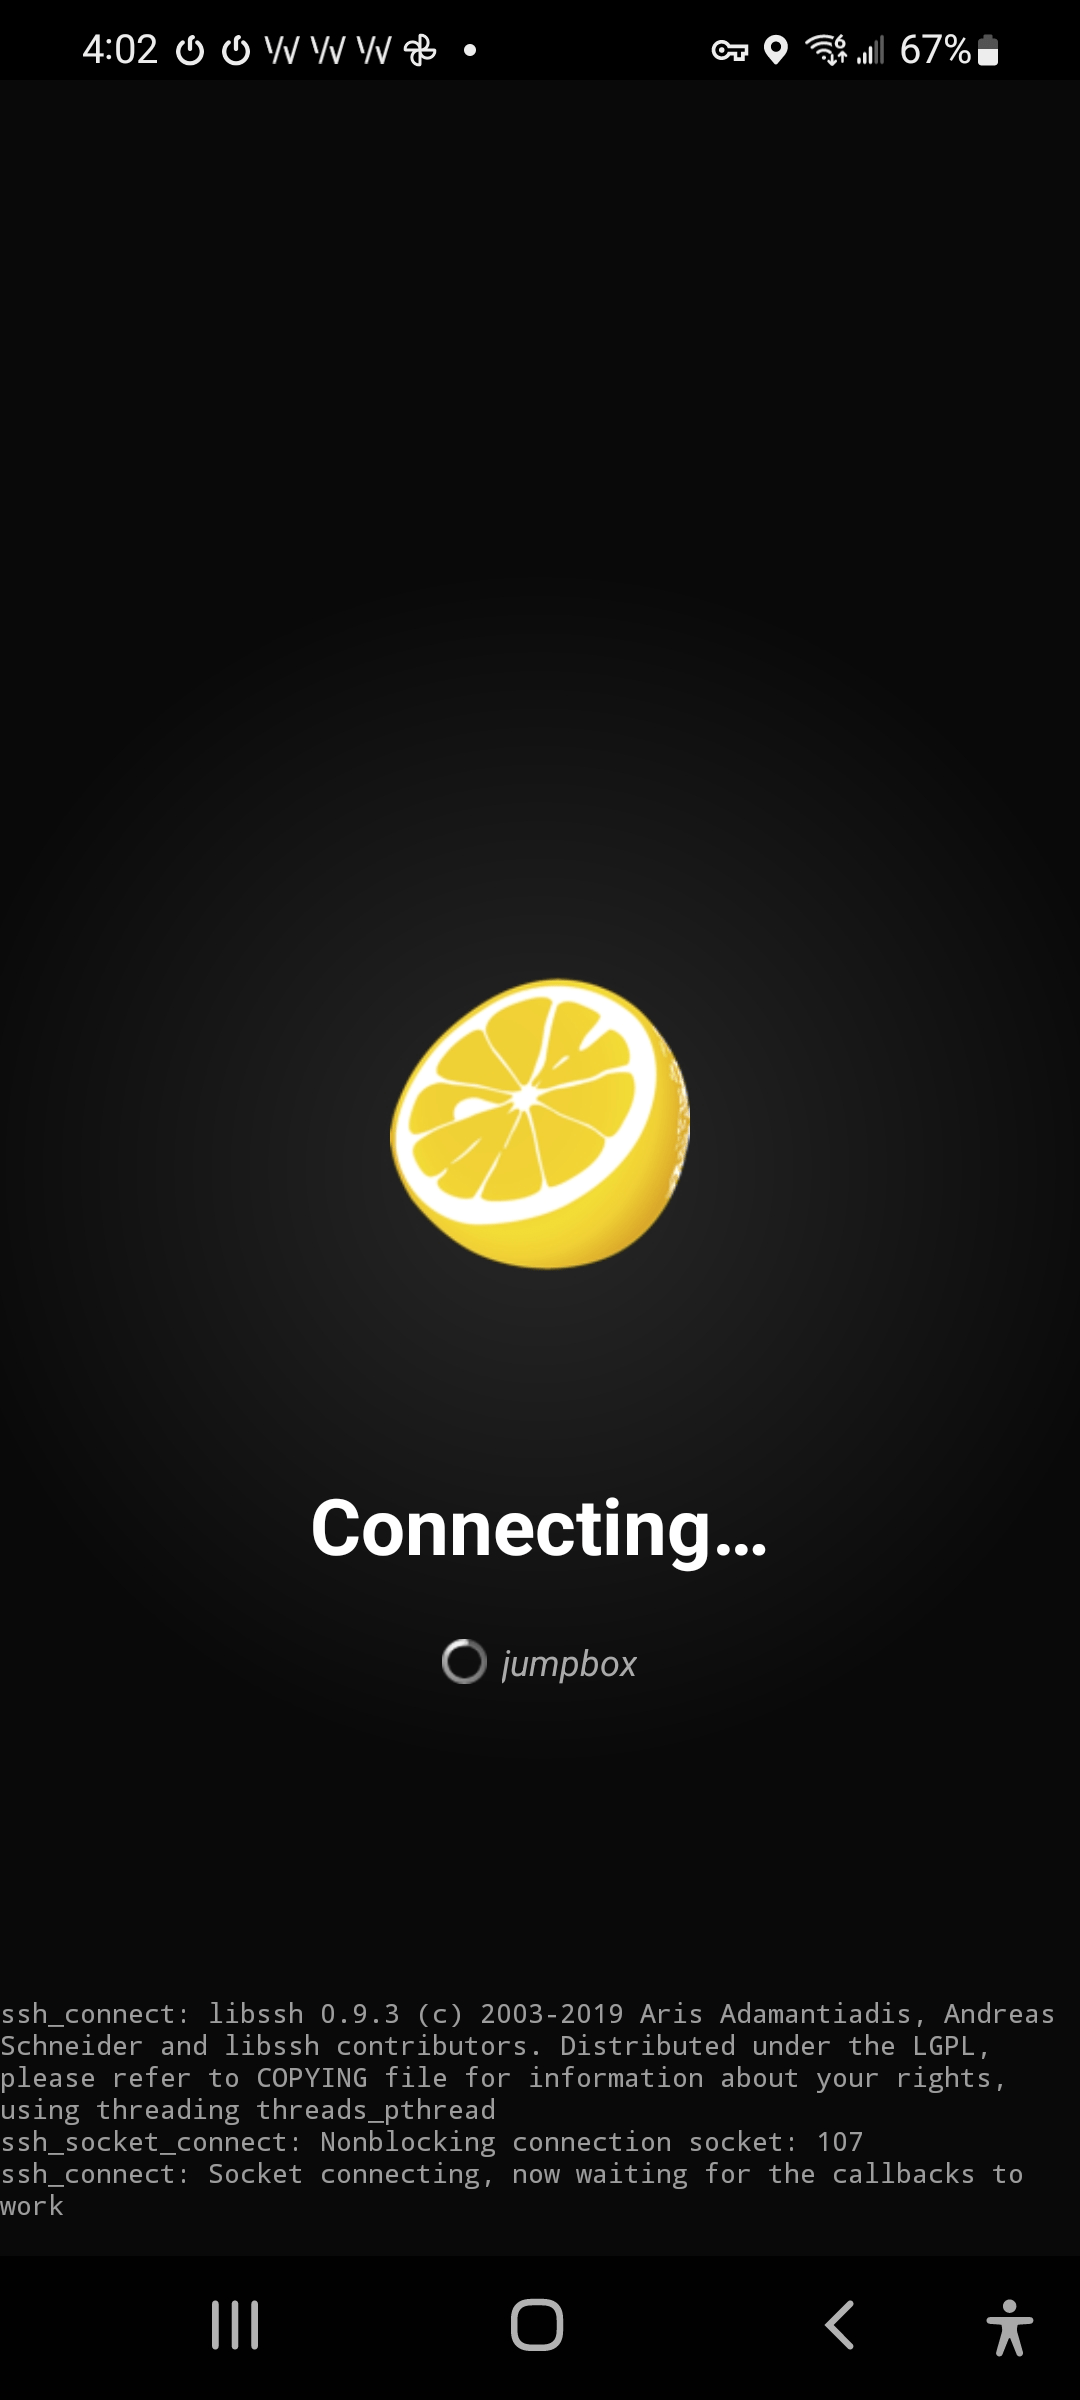 4:02
67%
Connecting...
jumpbox
ssh_connect: libssh 0.9.3 (c) 2003-2019 Aris Adamantiadis, Andreas
Schneider and libssh contributors. Distributed under the LGPL,
please refer to COPYING file for information about your rights,
using threading threads_pthread
ssh_socket_connect: Nonblocking connection socket: 107
ssh_connect: Socket connecting, now waiting for the callbacks to
work